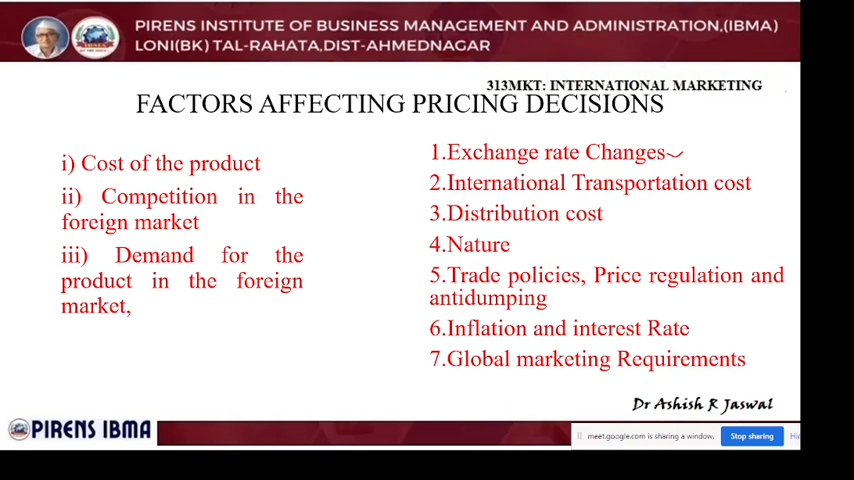 PIRENS INSTITUTE OF BUSINESS MANAGEMENT AND ADMINISTRATION,(IBMA)
LONI(BK) TAL-RAHATA,DIST-AHMEDNAGAR
313MKT: INTERNATIONAL MARKETING
FACTORS AFFECTING PRICING DECISIONS
i) Cost of the product
ii) Competition in the
foreign market
iii) Demand for the
product in the foreign
market,
1.Exchange rate Changes
2.International Transportation cost
3.Distribution cost
4.Nature
5.Trade policies, Price regulation and
antidumping
6.Inflation and interest Rate
7.Global marketing Requirements
Dr Ashish R Jaswal
PIRENS IBMA
meet.google.com is sharing a window.
Stop sharing